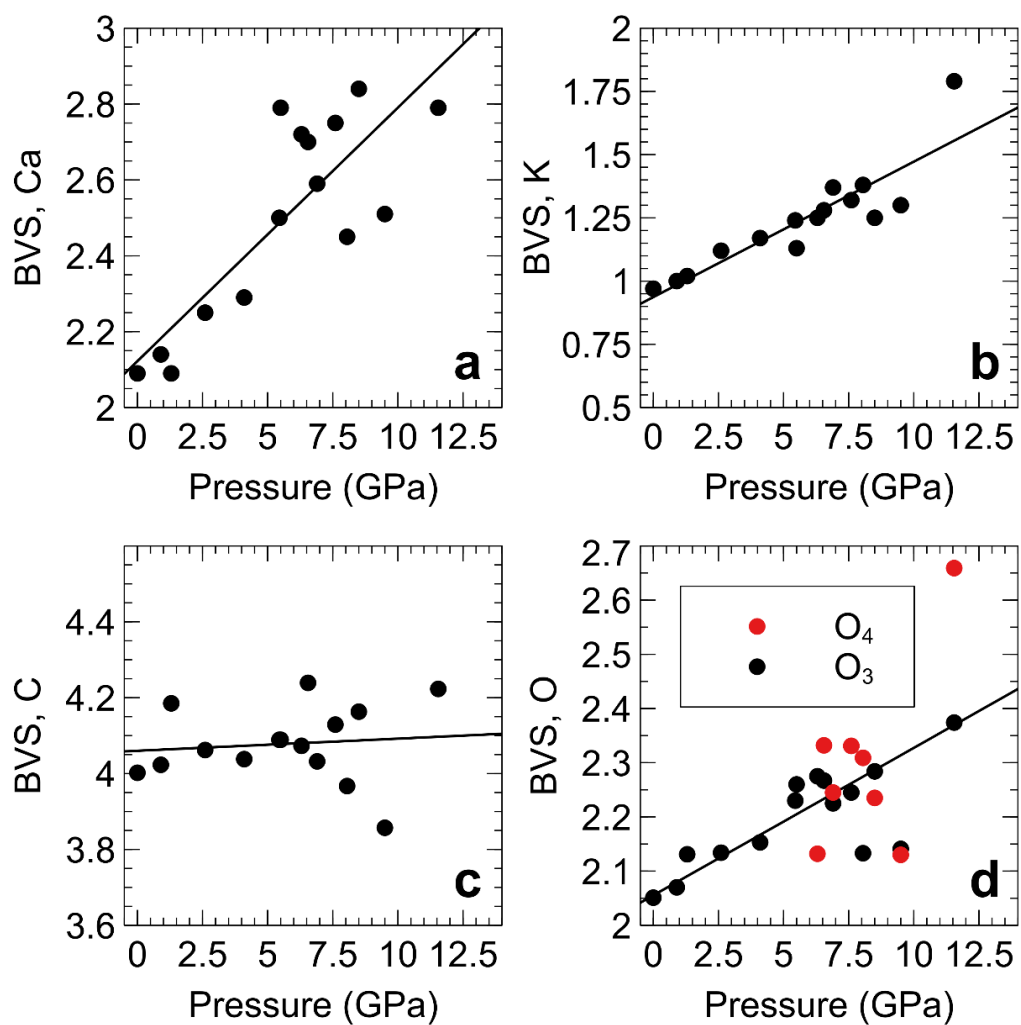 3
2.8
2.6
2.4
2.2
2
BVS, Ca
a
0 2.5 5 7.5 10 12.5
Pressure (GPa)
2
1.75
1.5
1.25
1
0.75
0.5
BVS, K
b
0 2.5 5 7.5 10 12.5
Pressure (GPa)
4.4
4.2
4
3.8
3.6
BVS, C
c
0 2.5 5 7.5 10 12.5
Pressure (GPa)
2.7
2.6
2.5
2.4
2.3
2.2
2.1
2
BVS, O
O₄
O₃
d
0 2.5 5 7.5 10 12.5
Pressure (GPa)